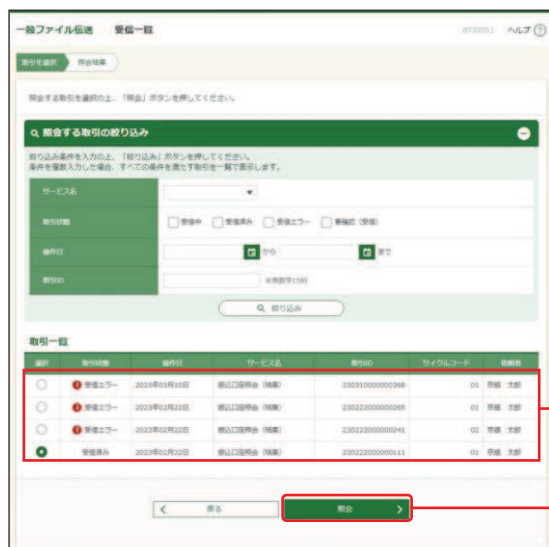 一般ファイル伝送 受信一覧
ヘルプ ?
取引を選択 照会結果
照会する取引を選択の上、「照会」ボタンを押してください。
照会する取引の絞り込み
絞り込み条件を入力の上、「絞り込み」ボタンを押してください。
条件を複数入力した場合、すべての条件を満たす取引を一覧で表示します。
サービス名
取引状態 受信中 受信済み 受信エラー 要確認（受信）
操作日 から まで
取引ID 半角数字15桁
絞り込み
取引一覧
選択 取引状態 操作日 サービス名 取引ID サイクルコード 依頼者
受信エラー 2023年03月10日 振込口座照会（結果） 230310000000368 01 太郎
受信エラー 2023年02月22日 振込口座照会（結果） 230222000000265 01 太郎
受信エラー 2023年02月22日 振込口座照会（結果） 230222000000241 02 太郎
受信済み 2023年02月22日 振込口座照会（結果） 230222000000111 01 太郎
戻る 照会